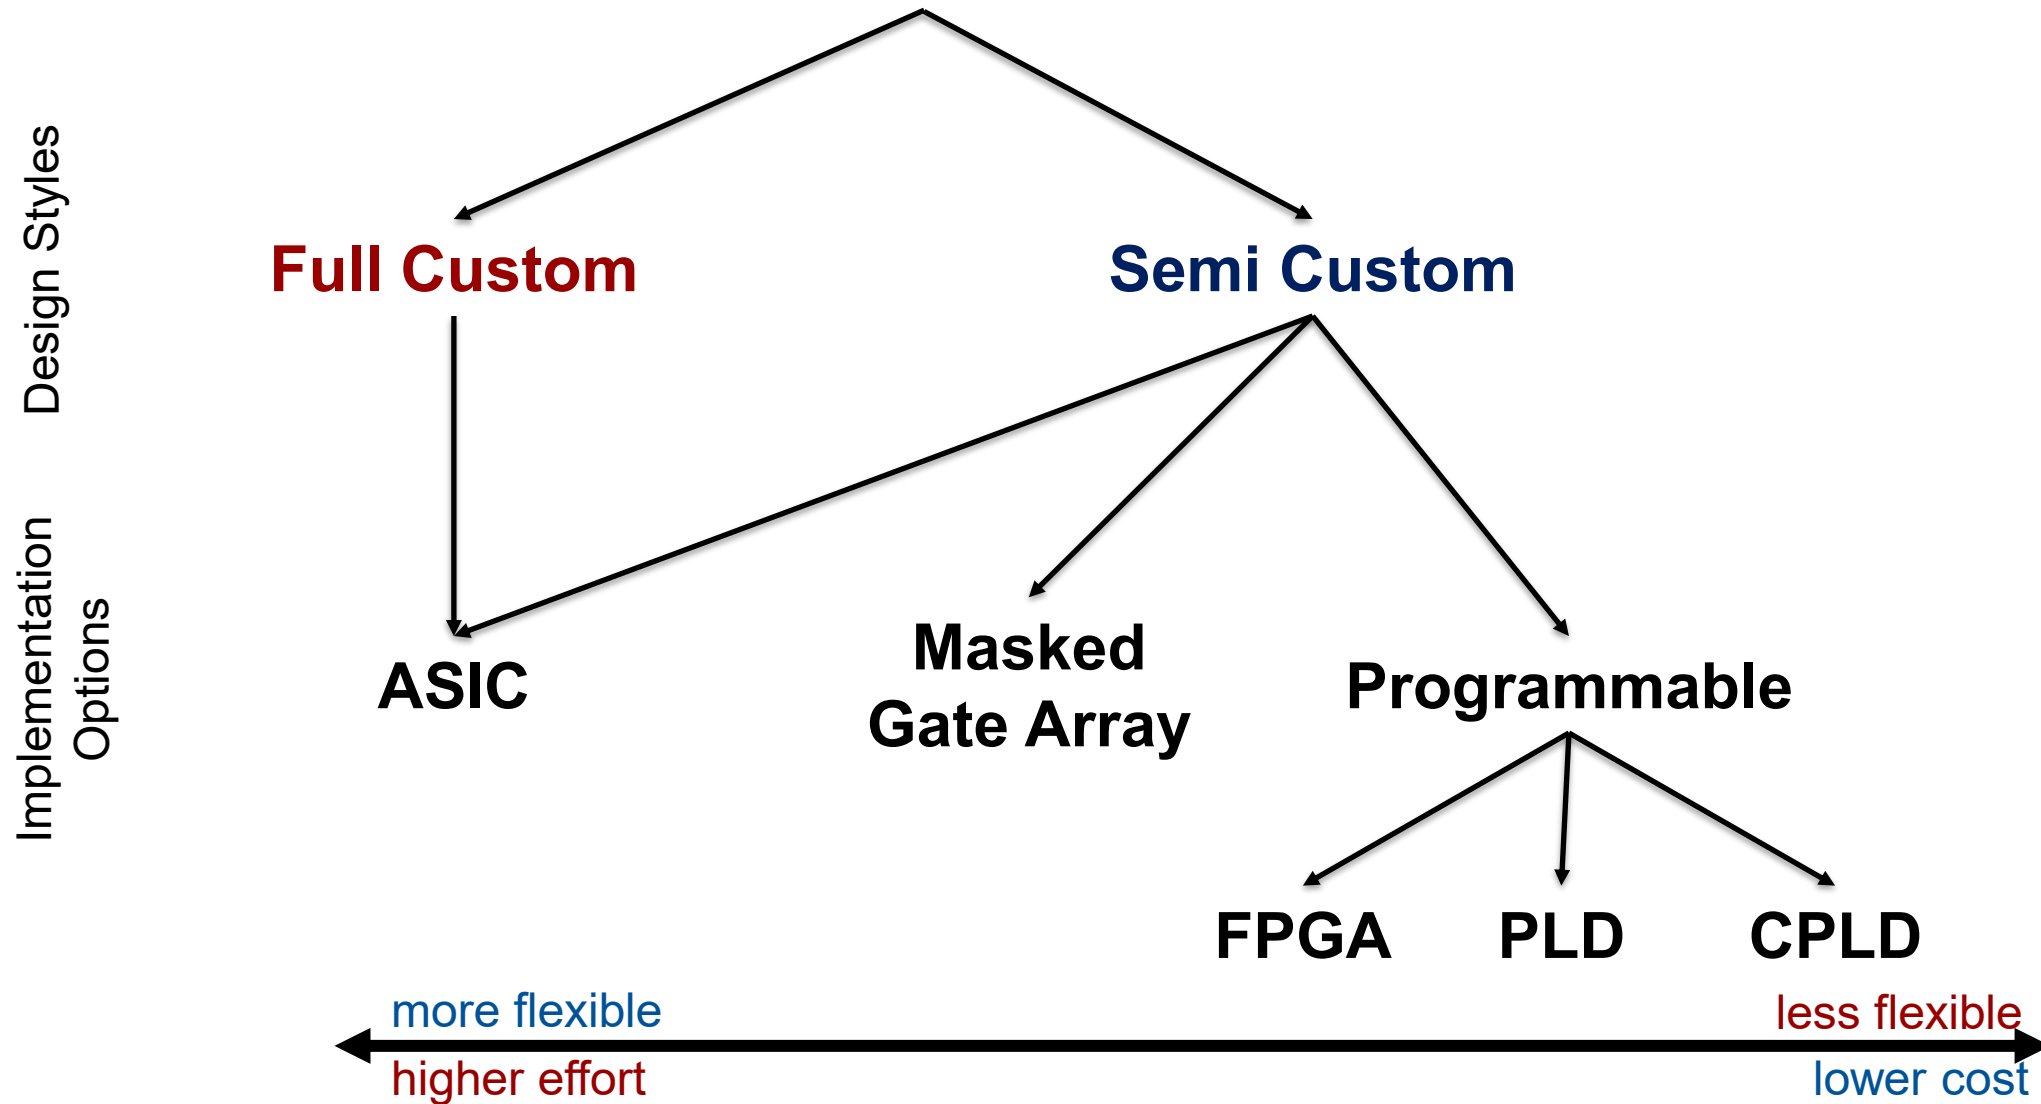 Design Styles
Full Custom
Semi Custom
Implementation
Options
ASIC
Masked
Gate Array
Programmable
FPGA
PLD
CPLD
more flexible
less flexible
higher effort
lower cost